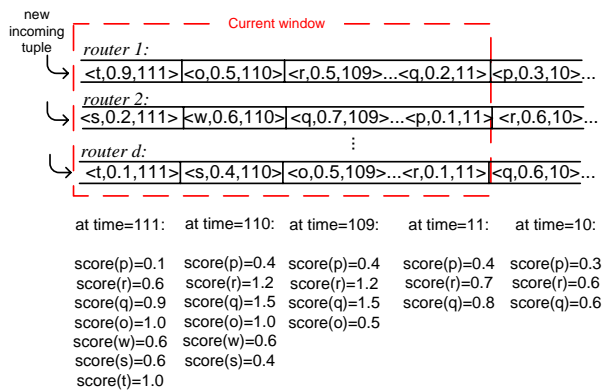 new
incoming
tuple
Current window
router 1:
<t,0.9,111> <o,0.5,110> <r,0.5,109>...<q,0.2,11> <p,0.3,10>...
router 2:
<s,0.2,111> <w,0.6,110> <q,0.7,109>...<p,0.1,11> <r,0.6,10>...
⋮
router d:
<t,0.1,111> <s,0.4,110> <o,0.5,109>...<r,0.1,11> <q,0.6,10>...
at time=111: at time=110: at time=109: at time=11: at time=10:
score(p)=0.1 score(p)=0.4 score(p)=0.4 score(p)=0.4 score(p)=0.3
score(r)=0.6 score(r)=1.2 score(r)=1.2 score(r)=0.7 score(r)=0.6
score(q)=0.9 score(q)=1.5 score(q)=1.5 score(q)=0.8 score(q)=0.6
score(o)=1.0 score(o)=1.0 score(o)=0.5
score(w)=0.6 score(w)=0.6
score(s)=0.6 score(s)=0.4
score(t)=1.0